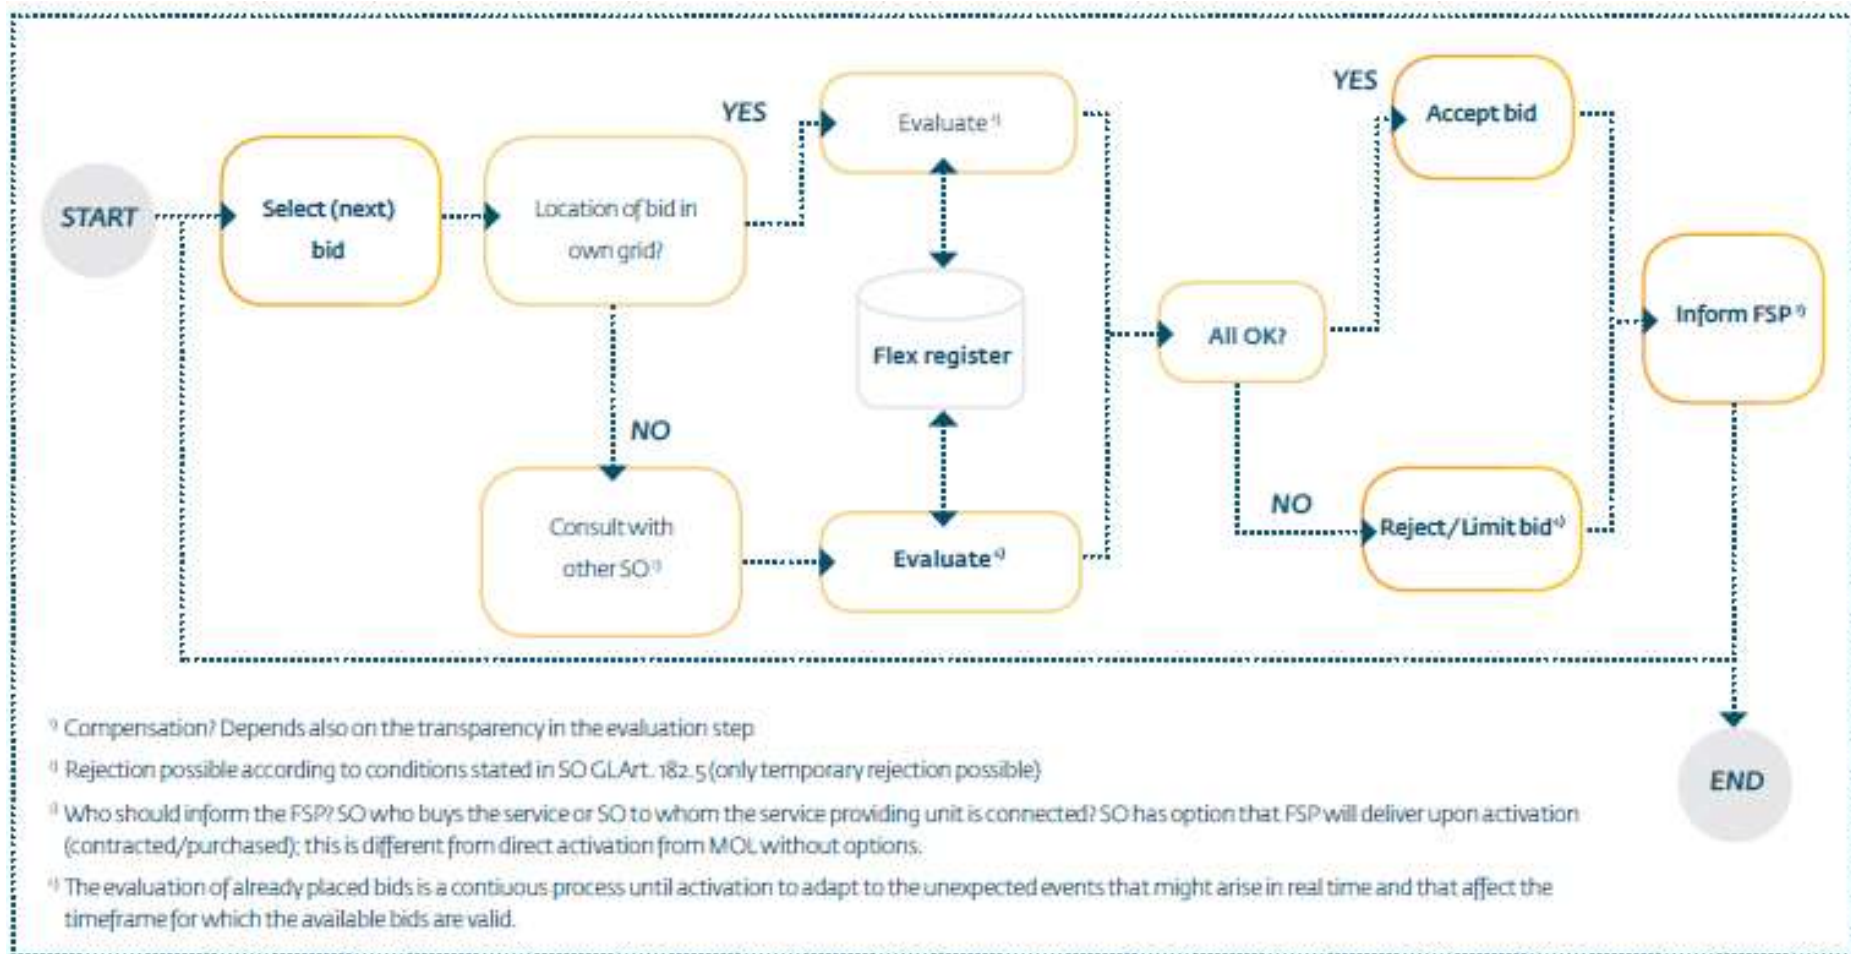 YES
Accept bid
YES
Evaluate
START
Select (next)
bid
Location of bid in
own grid?
Inform FSP
All OK?
Flex register
NO
NO
Consult with
other SO
Evaluate
Reject/Limit bid
Compensation? Depends also on the transparency in the evaluation step
Rejection possible according to conditions stated in SO GL Art. 182.5 (only temporary rejection possible)
Who should inform the FSP? SO who buys the service or SO to whom the service providing unit is connected? SO has option that FSP will deliver upon activation
(contracted/purchased); this is different from direct activation from MOL without options.
The evaluation of already placed bids is a contiuous process until activation to adapt to the unexpected events that might arise in real time and that affect the
timeframe for which the available bids are valid.
END